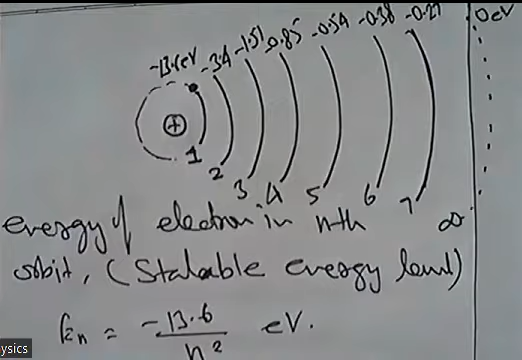 -13.6eV -3.4 -1.51 -0.85 -0.54 -0.38 -0.27 0eV
+
1 2 3 4 5 6 7 ∞
energy of electron in nth
orbit, (Stalable energy level)
En = -13.6 / n² eV.
ysics